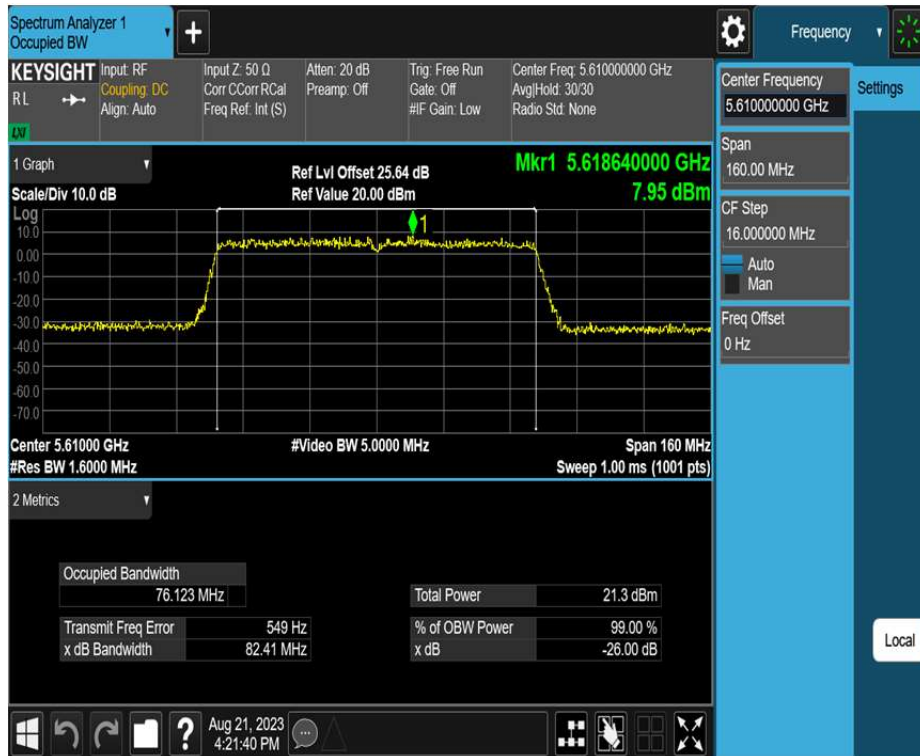 Spectrum Analyzer 1
Occupied BW
+
Frequency
KEYSIGHT
R L
LXI
Input: RF
Coupling: DC
Align: Auto
Input Z: 50 Ω
Corr CCorr RCal
Freq Ref: Int (S)
Atten: 20 dB
Preamp: Off
Trig: Free Run
Gate: Off
#IF Gain: Low
Center Freq: 5.610000000 GHz
Avg|Hold: 30/30
Radio Std: None
Center Frequency
5.610000000 GHz
Settings
Span
160.00 MHz
CF Step
16.000000 MHz
Auto
Man
Freq Offset
0 Hz
Local
1 Graph
Scale/Div 10.0 dB
Ref Lvl Offset 25.64 dB
Ref Value 20.00 dBm
Mkr1 5.618640000 GHz
7.95 dBm
Log
10.0
0.00
-10.0
-20.0
-30.0
-40.0
-50.0
-60.0
-70.0
1
Center 5.61000 GHz
#Res BW 1.6000 MHz
#Video BW 5.0000 MHz
Span 160 MHz
Sweep 1.00 ms (1001 pts)
2 Metrics
Occupied Bandwidth
76.123 MHz
Total Power 21.3 dBm
Transmit Freq Error 549 Hz
% of OBW Power 99.00 %
x dB Bandwidth 82.41 MHz
x dB -26.00 dB
?
Aug 21, 2023
4:21:40 PM